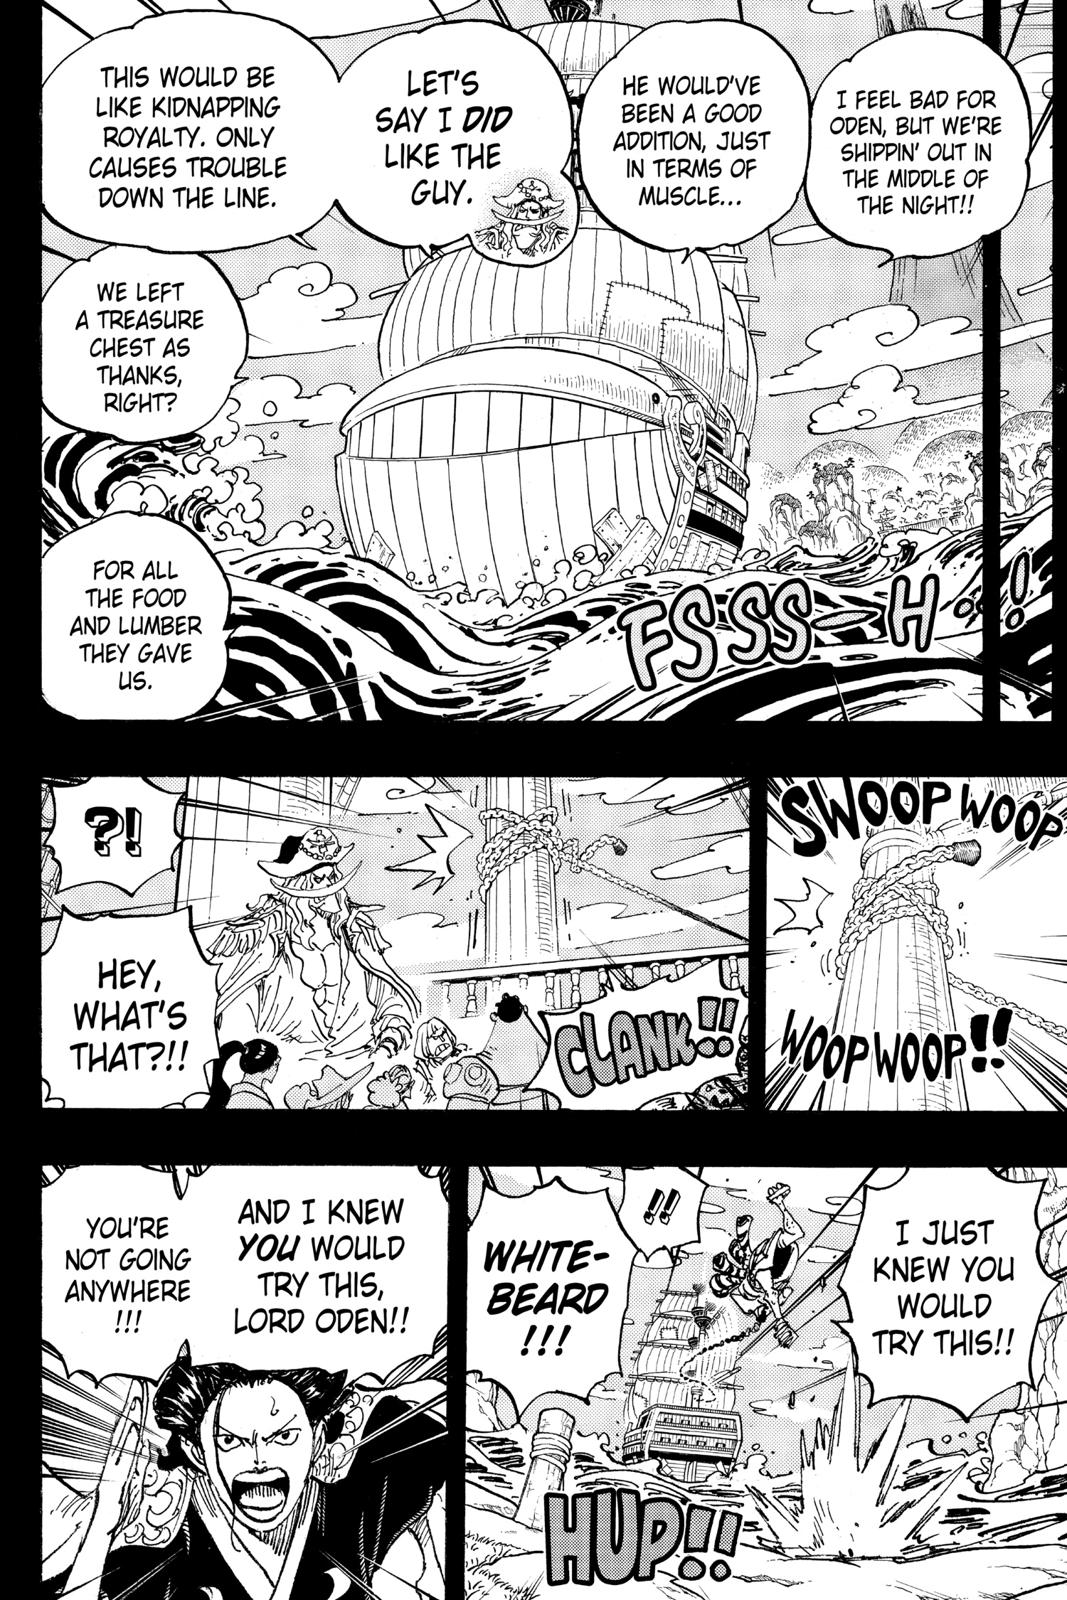 I FEEL BAD FOR
ODEN, BUT WE'RE
SHIPPIN' OUT IN
THE MIDDLE OF
THE NIGHT!!
HE WOULD'VE
BEEN A GOOD
ADDITION, JUST
IN TERMS OF
MUSCLE...
LET'S
SAY I DID
LIKE THE
GUY.
THIS WOULD BE
LIKE KIDNAPPING
ROYALTY. ONLY
CAUSES TROUBLE
DOWN THE LINE.
WE LEFT
A TREASURE
CHEST AS
THANKS,
RIGHT?
FOR ALL
THE FOOD
AND LUMBER
THEY GAVE
US.
FSSSS-H..!
SWOOP WOOP
WOOP WOOP!!
CLANK!!
?!
HEY,
WHAT'S
THAT?!!
I JUST
KNEW YOU
WOULD
TRY THIS!!
!!
WHITE-
BEARD
!!!
HUP!!
AND I KNEW
YOU WOULD
TRY THIS,
LORD ODEN!!
YOU'RE
NOT GOING
ANYWHERE
!!!